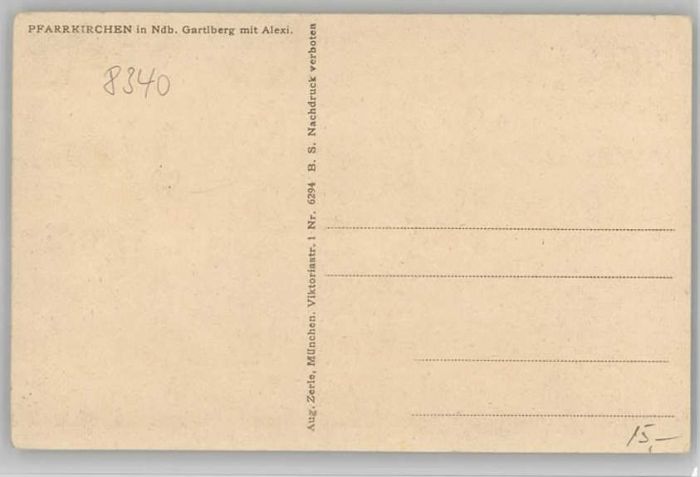 PFARRKIRCHEN in Ndb. Gartlberg mit Alexi.
8340
Aug. Zerle, München. Viktoriastr. 1 Nr. 6294 B. S. Nachdruck verboten
15,-